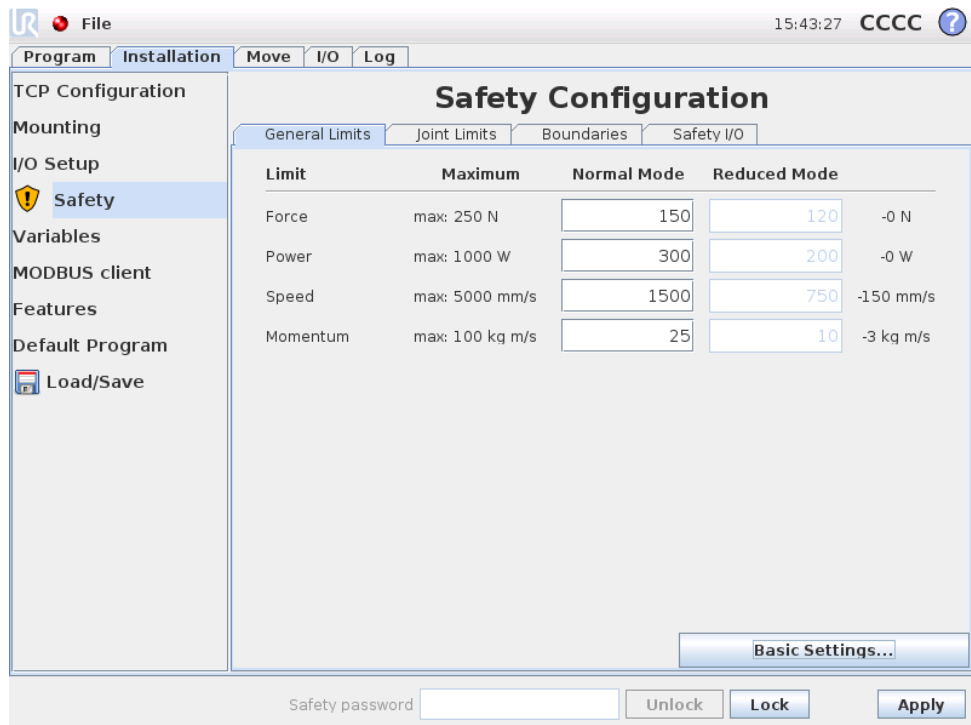 UR File 15:43:27 CCCC ?
Program Installation Move I/O Log
TCP Configuration
Mounting
I/O Setup
Safety
Variables
MODBUS client
Features
Default Program
Load/Save
Safety Configuration
General Limits Joint Limits Boundaries Safety I/O
Limit Maximum Normal Mode Reduced Mode
Force max: 250 N 150 120 -0 N
Power max: 1000 W 300 200 -0 W
Speed max: 5000 mm/s 1500 750 -150 mm/s
Momentum max: 100 kg m/s 25 10 -3 kg m/s
Basic Settings...
Safety password Unlock Lock Apply